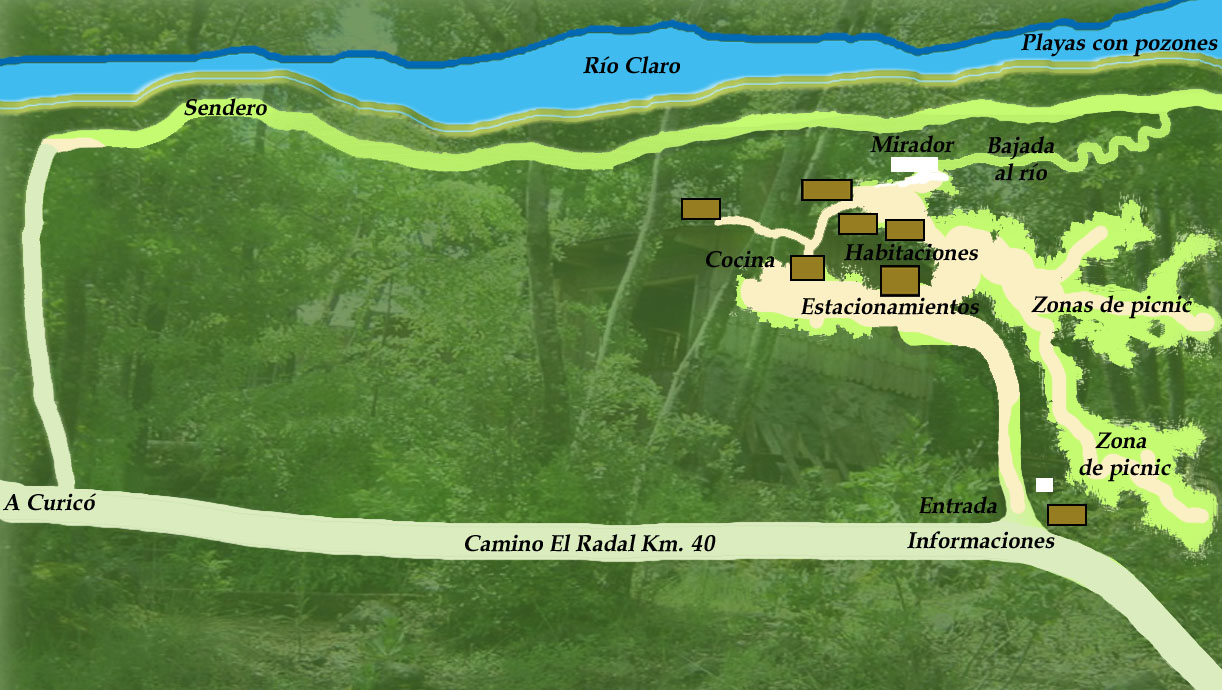 Playas con pozones
Río Claro
Sendero
Mirador
Bajada
al río
Cocina
Habitaciones
Estacionamientos
Zonas de picnic
Zona
de picnic
A Curicó
Entrada
Camino El Radal Km. 40
Informaciones